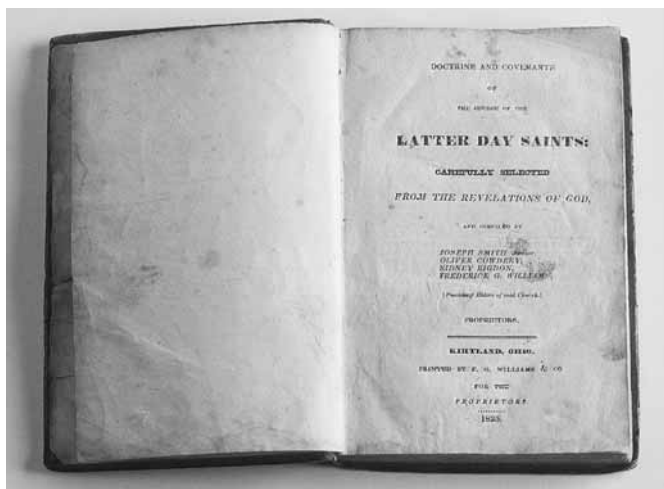 DOCTRINE AND COVENANTS
OF
THE CHURCH OF THE
LATTER DAY SAINTS:
CAREFULLY SELECTED
FROM THE REVELATIONS OF GOD,
AND COMPILED BY
JOSEPH SMITH Junior.
OLIVER COWDERY,
SIDNEY RIGDON,
FREDERICK G. WILLIAMS,
[Presiding Elders of said Church.]
PROPRIETORS.
KIRTLAND, OHIO.
PRINTED BY F. G. WILLIAMS & CO
FOR THE
PROPRIETORS
1835.